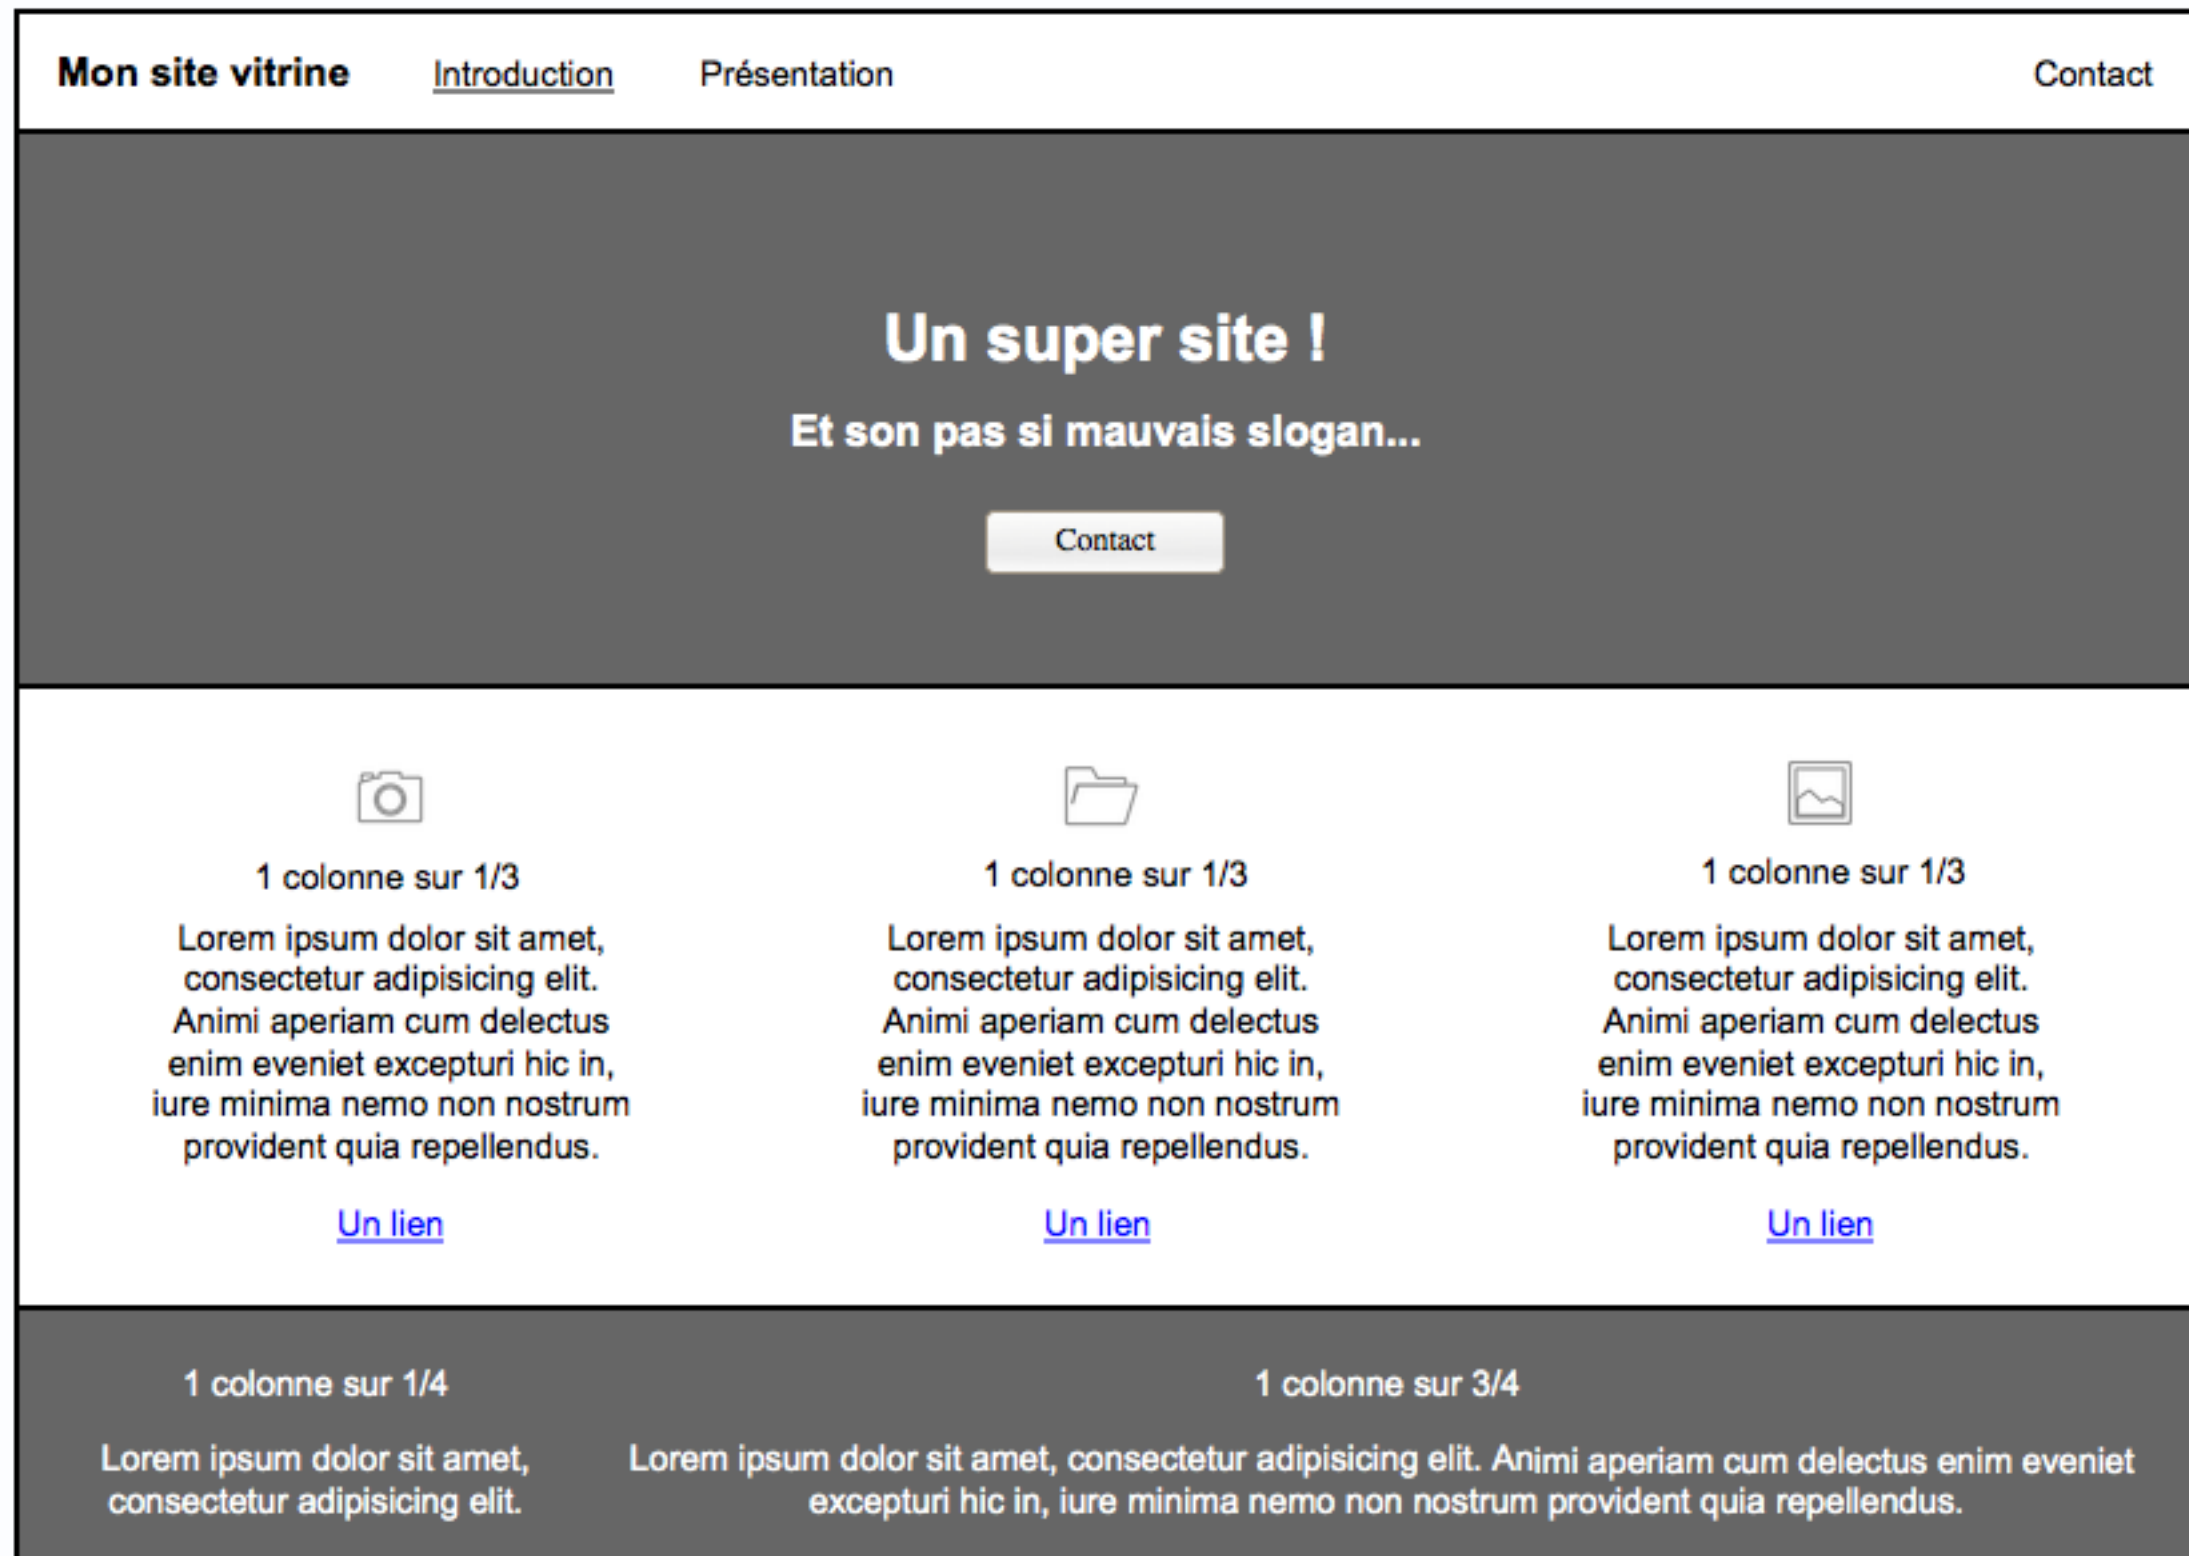 Mon site vitrine Introduction Présentation Contact
Un super site !
Et son pas si mauvais slogan...
Contact
1 colonne sur 1/3
Lorem ipsum dolor sit amet,
consectetur adipisicing elit.
Animi aperiam cum delectus
enim eveniet excepturi hic in,
iure minima nemo non nostrum
provident quia repellendus.
Un lien
1 colonne sur 1/3
Lorem ipsum dolor sit amet,
consectetur adipisicing elit.
Animi aperiam cum delectus
enim eveniet excepturi hic in,
iure minima nemo non nostrum
provident quia repellendus.
Un lien
1 colonne sur 1/3
Lorem ipsum dolor sit amet,
consectetur adipisicing elit.
Animi aperiam cum delectus
enim eveniet excepturi hic in,
iure minima nemo non nostrum
provident quia repellendus.
Un lien
1 colonne sur 1/4
Lorem ipsum dolor sit amet,
consectetur adipisicing elit.
1 colonne sur 3/4
Lorem ipsum dolor sit amet, consectetur adipisicing elit. Animi aperiam cum delectus enim eveniet
excepturi hic in, iure minima nemo non nostrum provident quia repellendus.